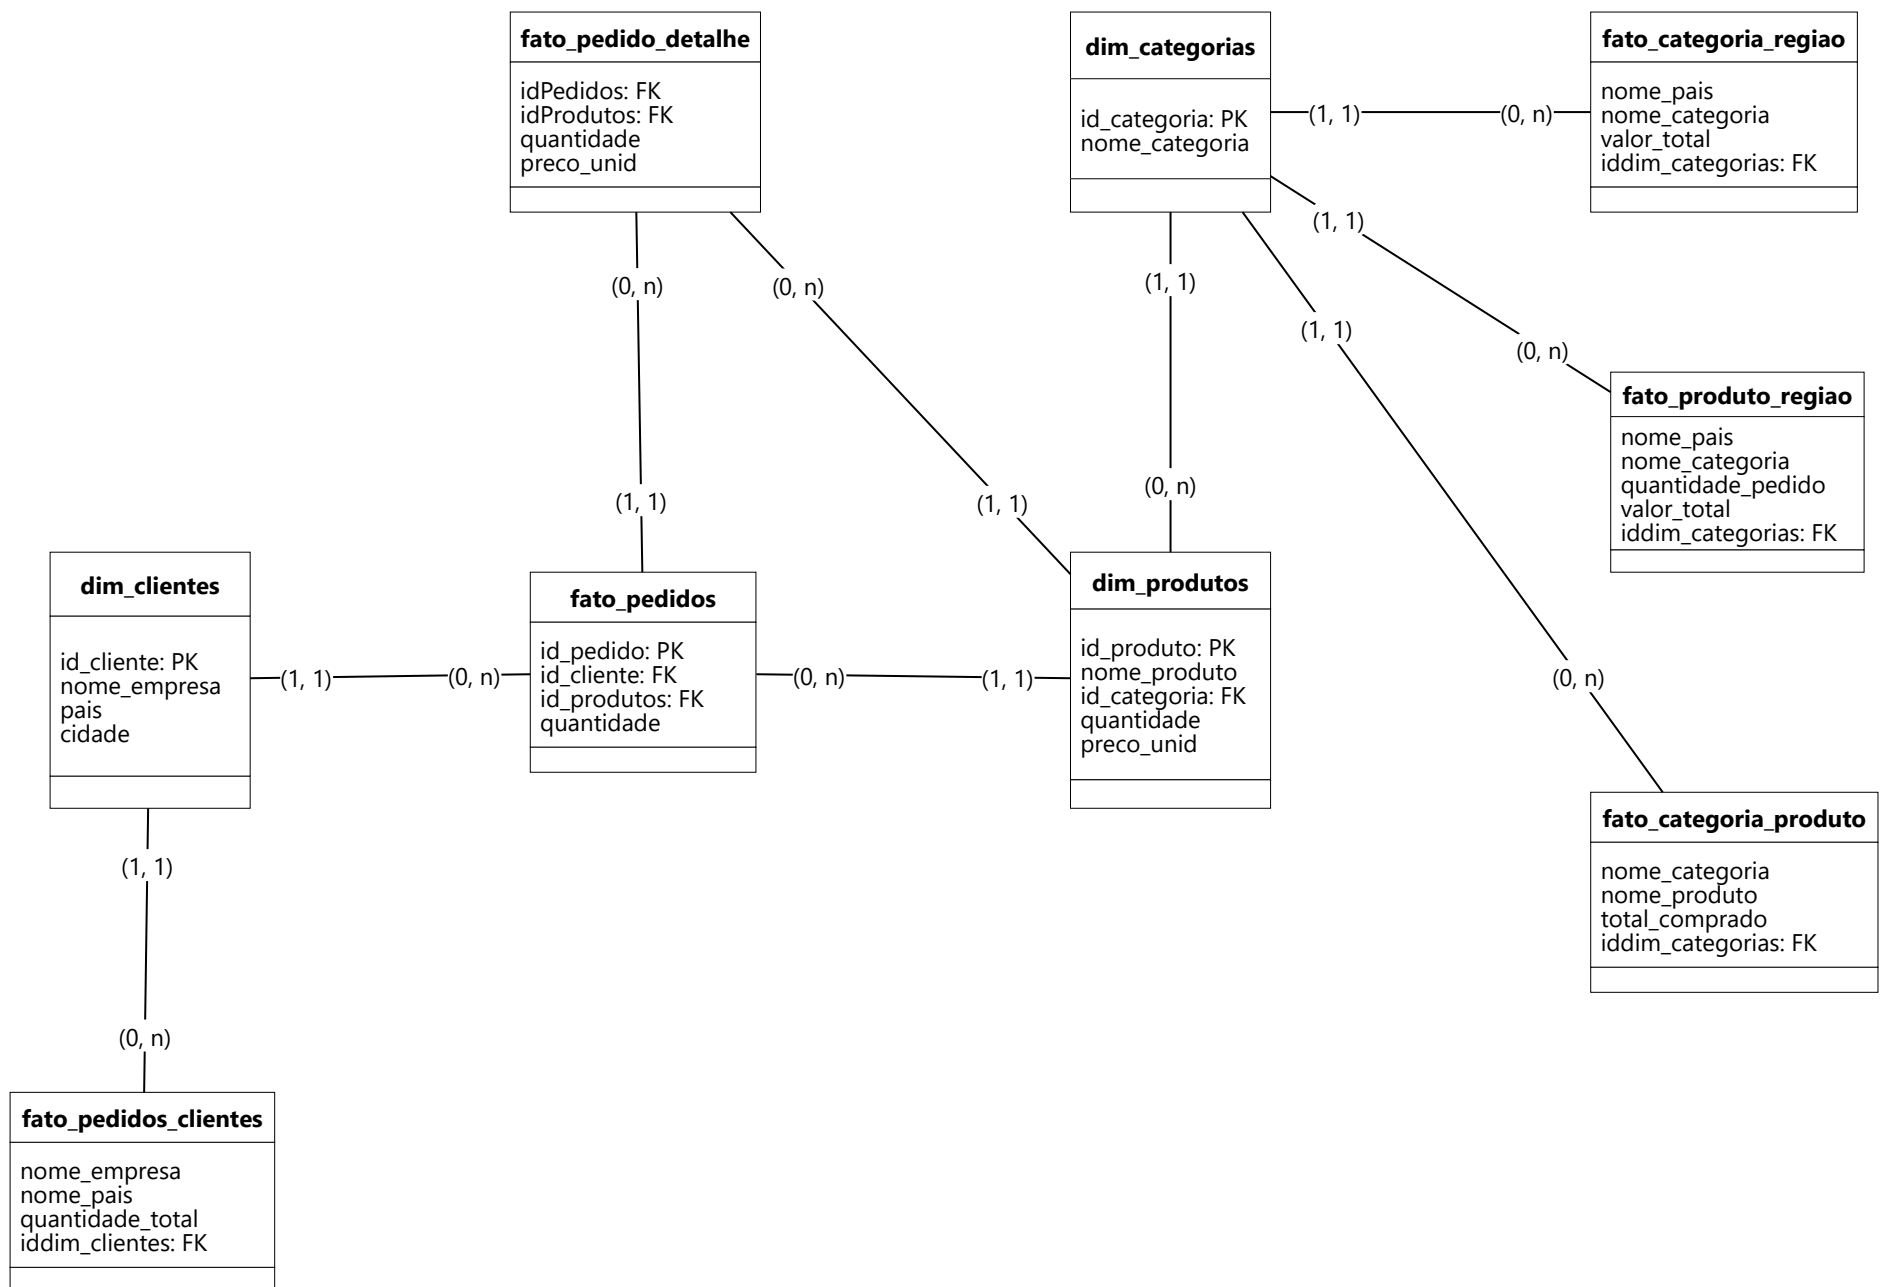 fato_pedido_detalhe
idPedidos: FK
idProdutos: FK
quantidade
preco_unid
dim_categorias
id_categoria: PK
nome_categoria
fato_categoria_regiao
nome_pais
nome_categoria
valor_total
iddim_categorias: FK
(1, 1)
(0, n)
(1, 1)
(0, n)
(0, n)
(1, 1)
(1, 1)
(0, n)
fato_produto_regiao
nome_pais
nome_categoria
quantidade_pedido
valor_total
iddim_categorias: FK
(0, n)
(1, 1)
(1, 1)
dim_clientes
id_cliente: PK
nome_empresa
pais
cidade
(1, 1)
(0, n)
fato_pedidos
id_pedido: PK
id_cliente: FK
id_produtos: FK
quantidade
(0, n)
(1, 1)
dim_produtos
id_produto: PK
nome_produto
id_categoria: FK
quantidade
preco_unid
(0, n)
fato_categoria_produto
nome_categoria
nome_produto
total_comprado
iddim_categorias: FK
(1, 1)
(0, n)
fato_pedidos_clientes
nome_empresa
nome_pais
quantidade_total
iddim_clientes: FK